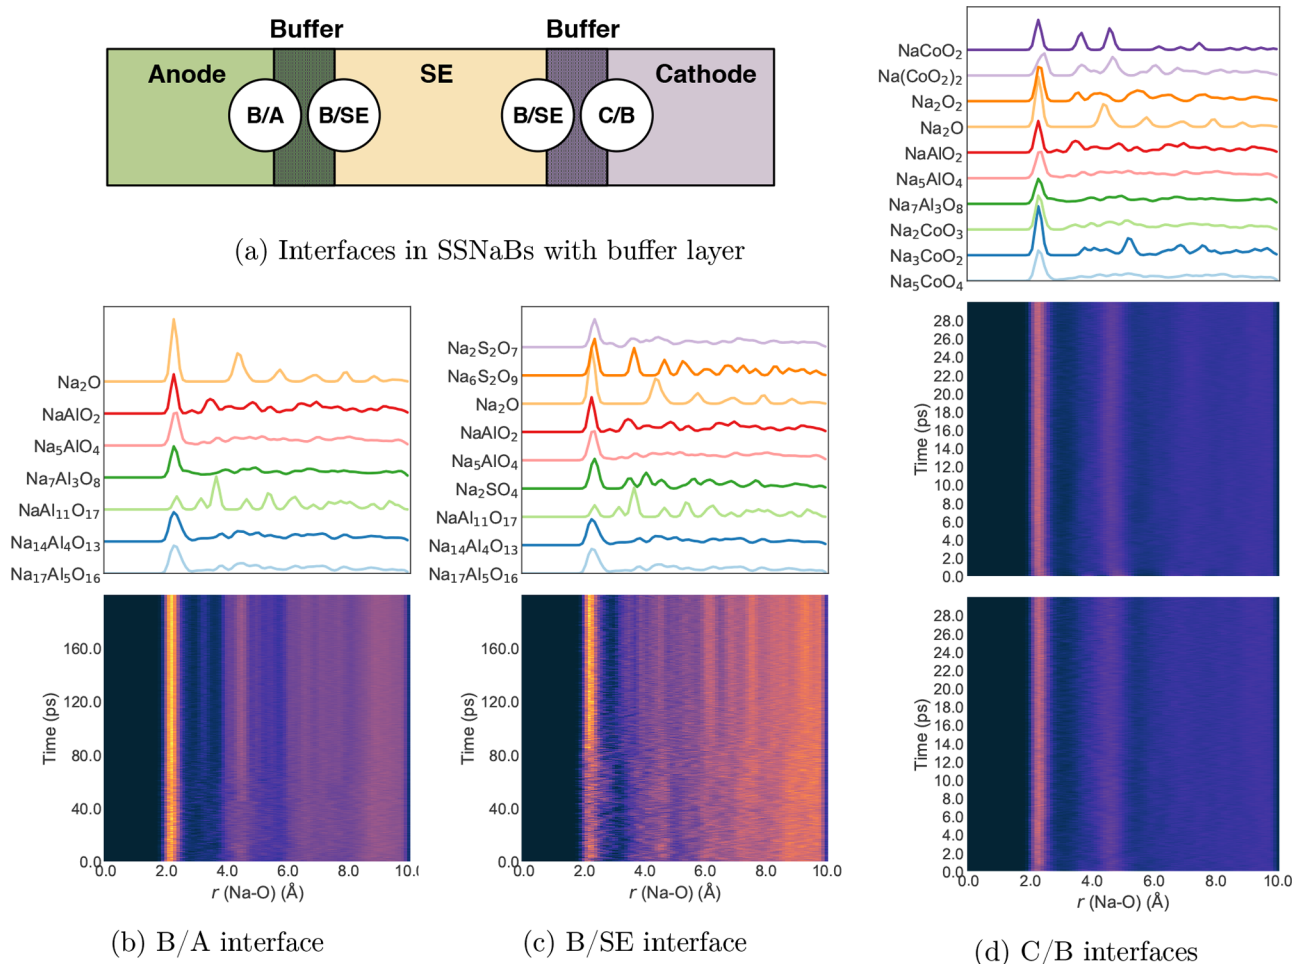 Buffer Buffer
Anode SE Cathode
B/A B/SE B/SE C/B
(a) Interfaces in SSNaBs with buffer layer
Na₂O
NaAlO₂
Na₅AlO₄
Na₇Al₃O₈
NaAl₁₁O₁₇
Na₁₄Al₄O₁₃
Na₁₇Al₅O₁₆
160.0
120.0
80.0
40.0
0.0
Time (ps)
0.0 2.0 4.0 6.0 8.0 10.0
r (Na-O) (Å)
(b) B/A interface
Na₂S₂O₇
Na₆S₂O₉
Na₂O
NaAlO₂
Na₅AlO₄
Na₂SO₄
NaAl₁₁O₁₇
Na₁₄Al₄O₁₃
Na₁₇Al₅O₁₆
160.0
120.0
80.0
40.0
0.0
Time (ps)
0.0 2.0 4.0 6.0 8.0 10.0
r (Na-O) (Å)
(c) B/SE interface
NaCoO₂
Na(CoO₂)₂
Na₂O₂
Na₂O
NaAlO₂
Na₅AlO₄
Na₇Al₃O₈
Na₂CoO₃
Na₃CoO₂
Na₅CoO₄
28.0
26.0
24.0
22.0
20.0
18.0
16.0
14.0
12.0
10.0
8.0
6.0
4.0
2.0
0.0
Time (ps)
28.0
26.0
24.0
22.0
20.0
18.0
16.0
14.0
12.0
10.0
8.0
6.0
4.0
2.0
0.0
Time (ps)
0.0 2.0 4.0 6.0 8.0 10.0
r (Na-O) (Å)
(d) C/B interfaces